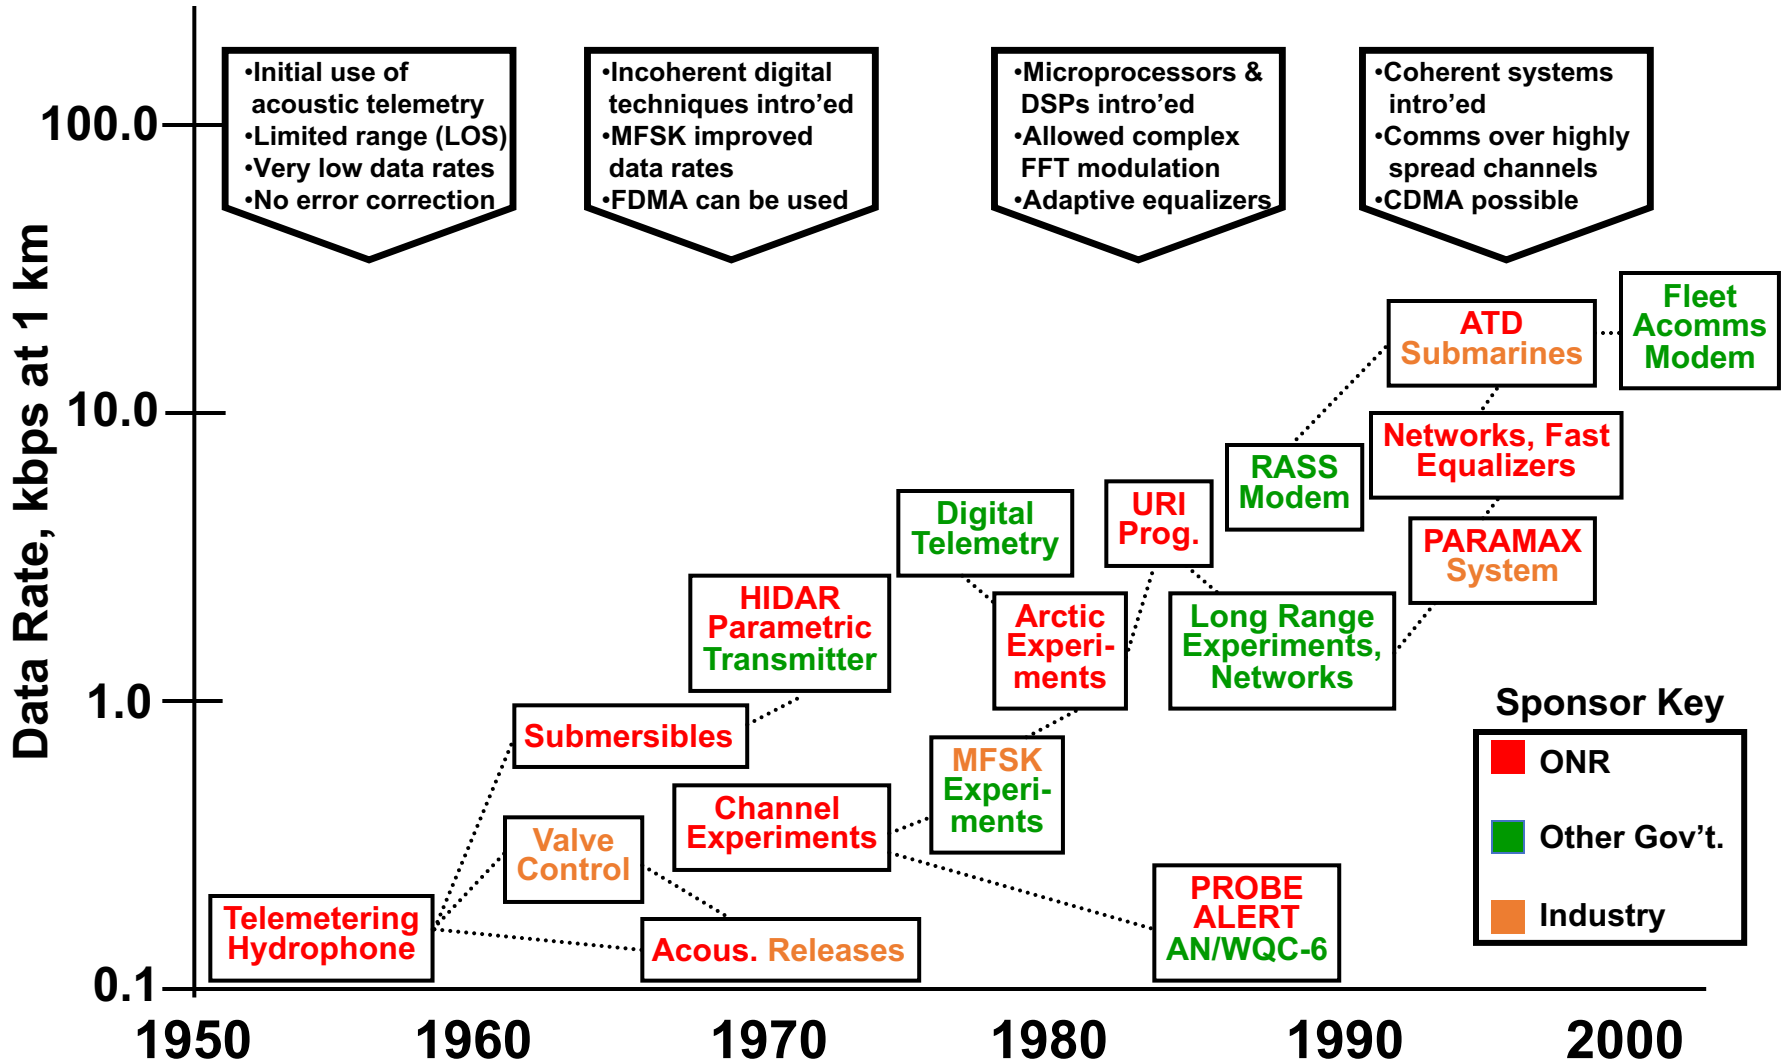 •Initial use of
acoustic telemetry
•Limited range (LOS)
•Very low data rates
•No error correction
•Incoherent digital
techniques intro’ed
•MFSK improved
data rates
•FDMA can be used
•Microprocessors &
DSPs intro’ed
•Allowed complex
FFT modulation
•Adaptive equalizers
•Coherent systems
intro’ed
•Comms over highly
spread channels
•CDMA possible
Data Rate, kbps at 1 km
100.0
10.0
1.0
0.1
Fleet
Acomms
Modem
ATD
Submarines
Networks, Fast
Equalizers
RASS
Modem
PARAMAX
System
URI
Prog.
Digital
Telemetry
Long Range
Experiments,
Networks
Arctic
Experi-
ments
HIDAR
Parametric
Transmitter
Submersibles
MFSK
Experi-
ments
Channel
Experiments
Valve
Control
PROBE
ALERT
AN/WQC-6
Telemetering
Hydrophone
Acous. Releases
Sponsor Key
ONR
Other Gov’t.
Industry
1950 1960 1970 1980 1990 2000